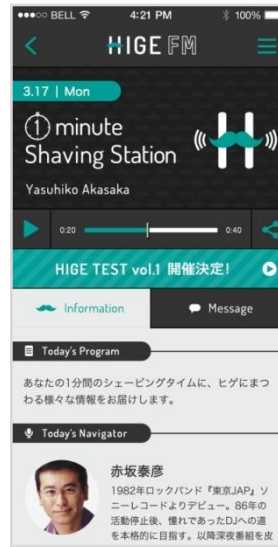 BELL 4:21 PM 100%
HIGE FM
3.17 | Mon
1 minute
Shaving Station
Yasuhiko Akasaka
0:20 0:40
HIGE TEST vol.1 開催決定!
Information Message
Today's Program
あなたの1分間のシェービングタイムに、ヒゲにまつ
わる様々な情報をお届けします。
Today's Navigator
赤坂泰彦
1982年ロックバンド『東京JAP』ソ
ニーレコードよりデビュー。86年の
活動停止後、憧れであったDJへの道
を本格的に目指す。以降深夜番組を皮